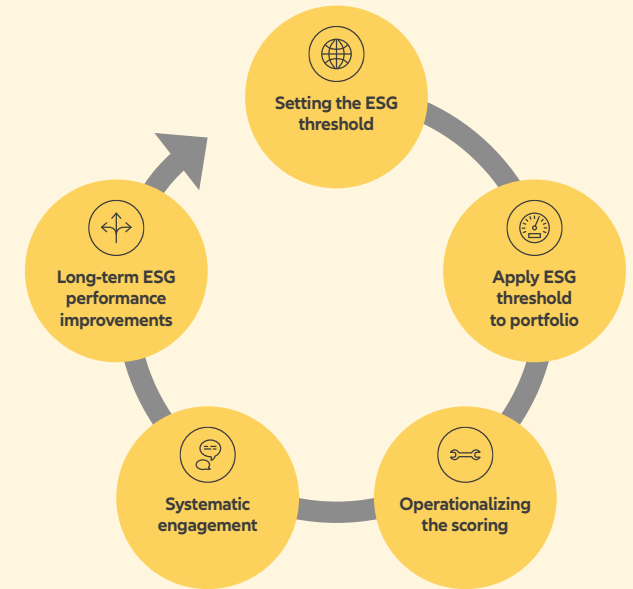 Setting the ESG
threshold
Apply ESG
threshold
to portfolio
Operationalizing
the scoring
Systematic
engagement
Long-term ESG
performance
improvements